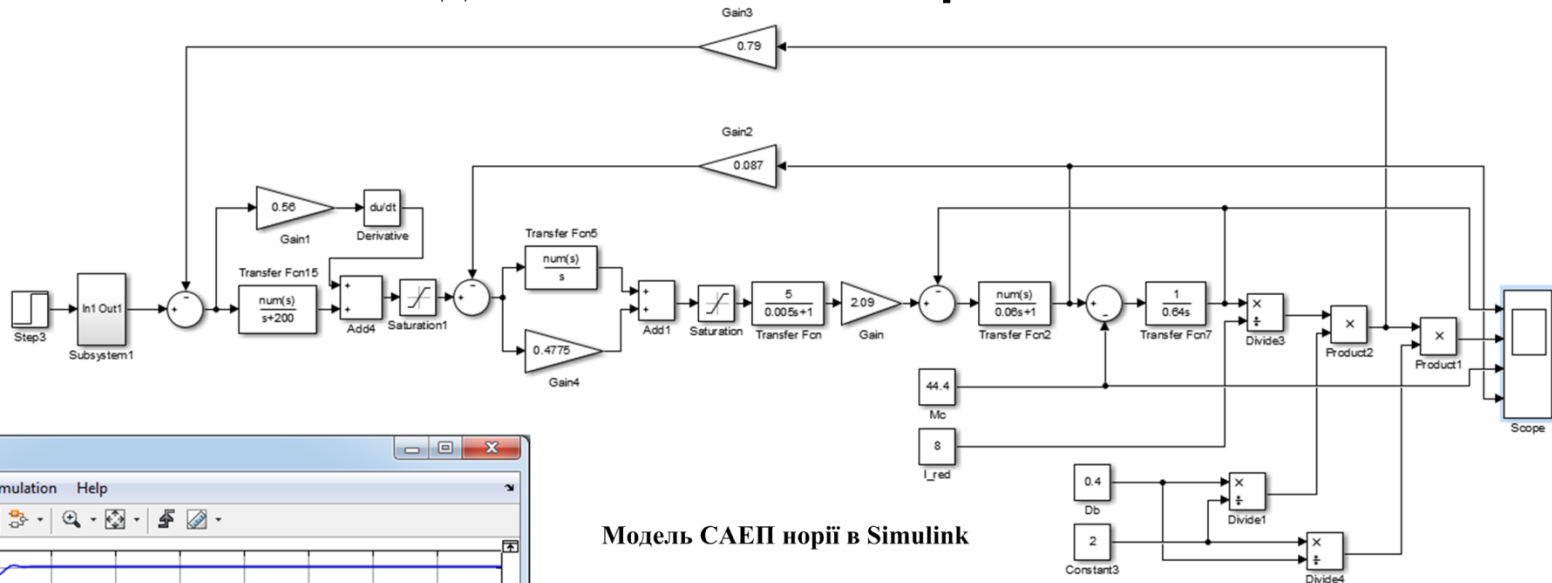 Gain3
0.79
Gain2
0.087
0.56
Gain1
du/dt
Derivative
Transfer Fcn5
num(s)
s
Transfer Fcn15
num(s)
s+200
In1 Out1
Step3
Subsystem1
Add4
Saturation1
0.4775
Gain4
Add1
Saturation
5
0.005s+1
Transfer Fcn
2.09
Gain
num(s)
0.06s+1
Transfer Fcn2
1
0.64s
Transfer Fcn7
Divide3
Product2
Product1
Scope
44.4
Mc
8
I_red
0.4
Db
2
Constant3
Divide1
Divide4
mulation Help
Модель САЕП норії в Simulink